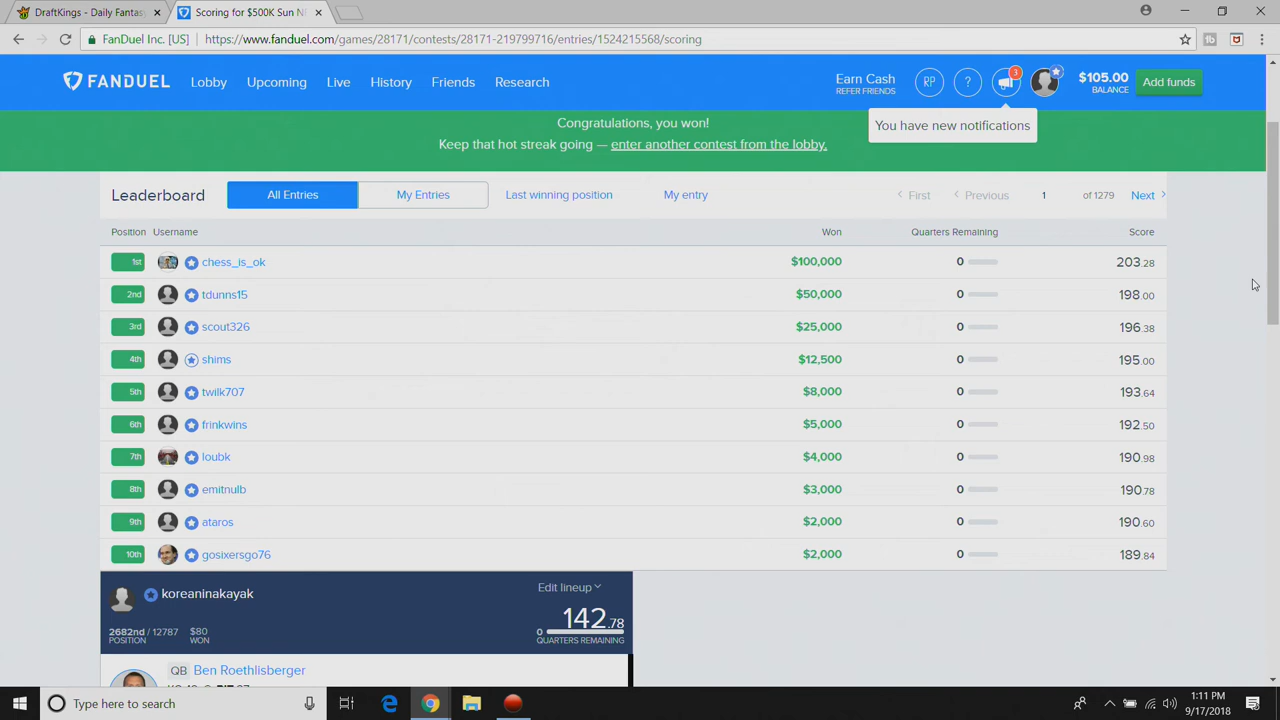 DraftKings - Daily Fantasy
Scoring for $500K Sun N
FanDuel Inc. [US] https://www.fanduel.com/games/28171/contests/28171-219799716/entries/1524215568/scoring
FANDUEL Lobby Upcoming Live History Friends Research Earn Cash REFER FRIENDS RP ? 3 $105.00 BALANCE Add funds
You have new notifications
Congratulations, you won!
Keep that hot streak going — enter another contest from the lobby.
Leaderboard All Entries My Entries Last winning position My entry First Previous 1 of 1279 Next
Position Username Won Quarters Remaining Score
1st chess_is_ok $100,000 0 203.28
2nd tdunns15 $50,000 0 198.00
3rd scout326 $25,000 0 196.38
4th shims $12,500 0 195.00
5th twilk707 $8,000 0 193.64
6th frinkwins $5,000 0 192.50
7th loubk $4,000 0 190.98
8th emitnulb $3,000 0 190.78
9th ataros $2,000 0 190.60
10th gosixersgo76 $2,000 0 189.84
koreaninakayak Edit lineup
142.78
2682nd / 12787 $80 0
POSITION WON QUARTERS REMAINING
QB Ben Roethlisberger
Type here to search
1:11 PM
9/17/2018